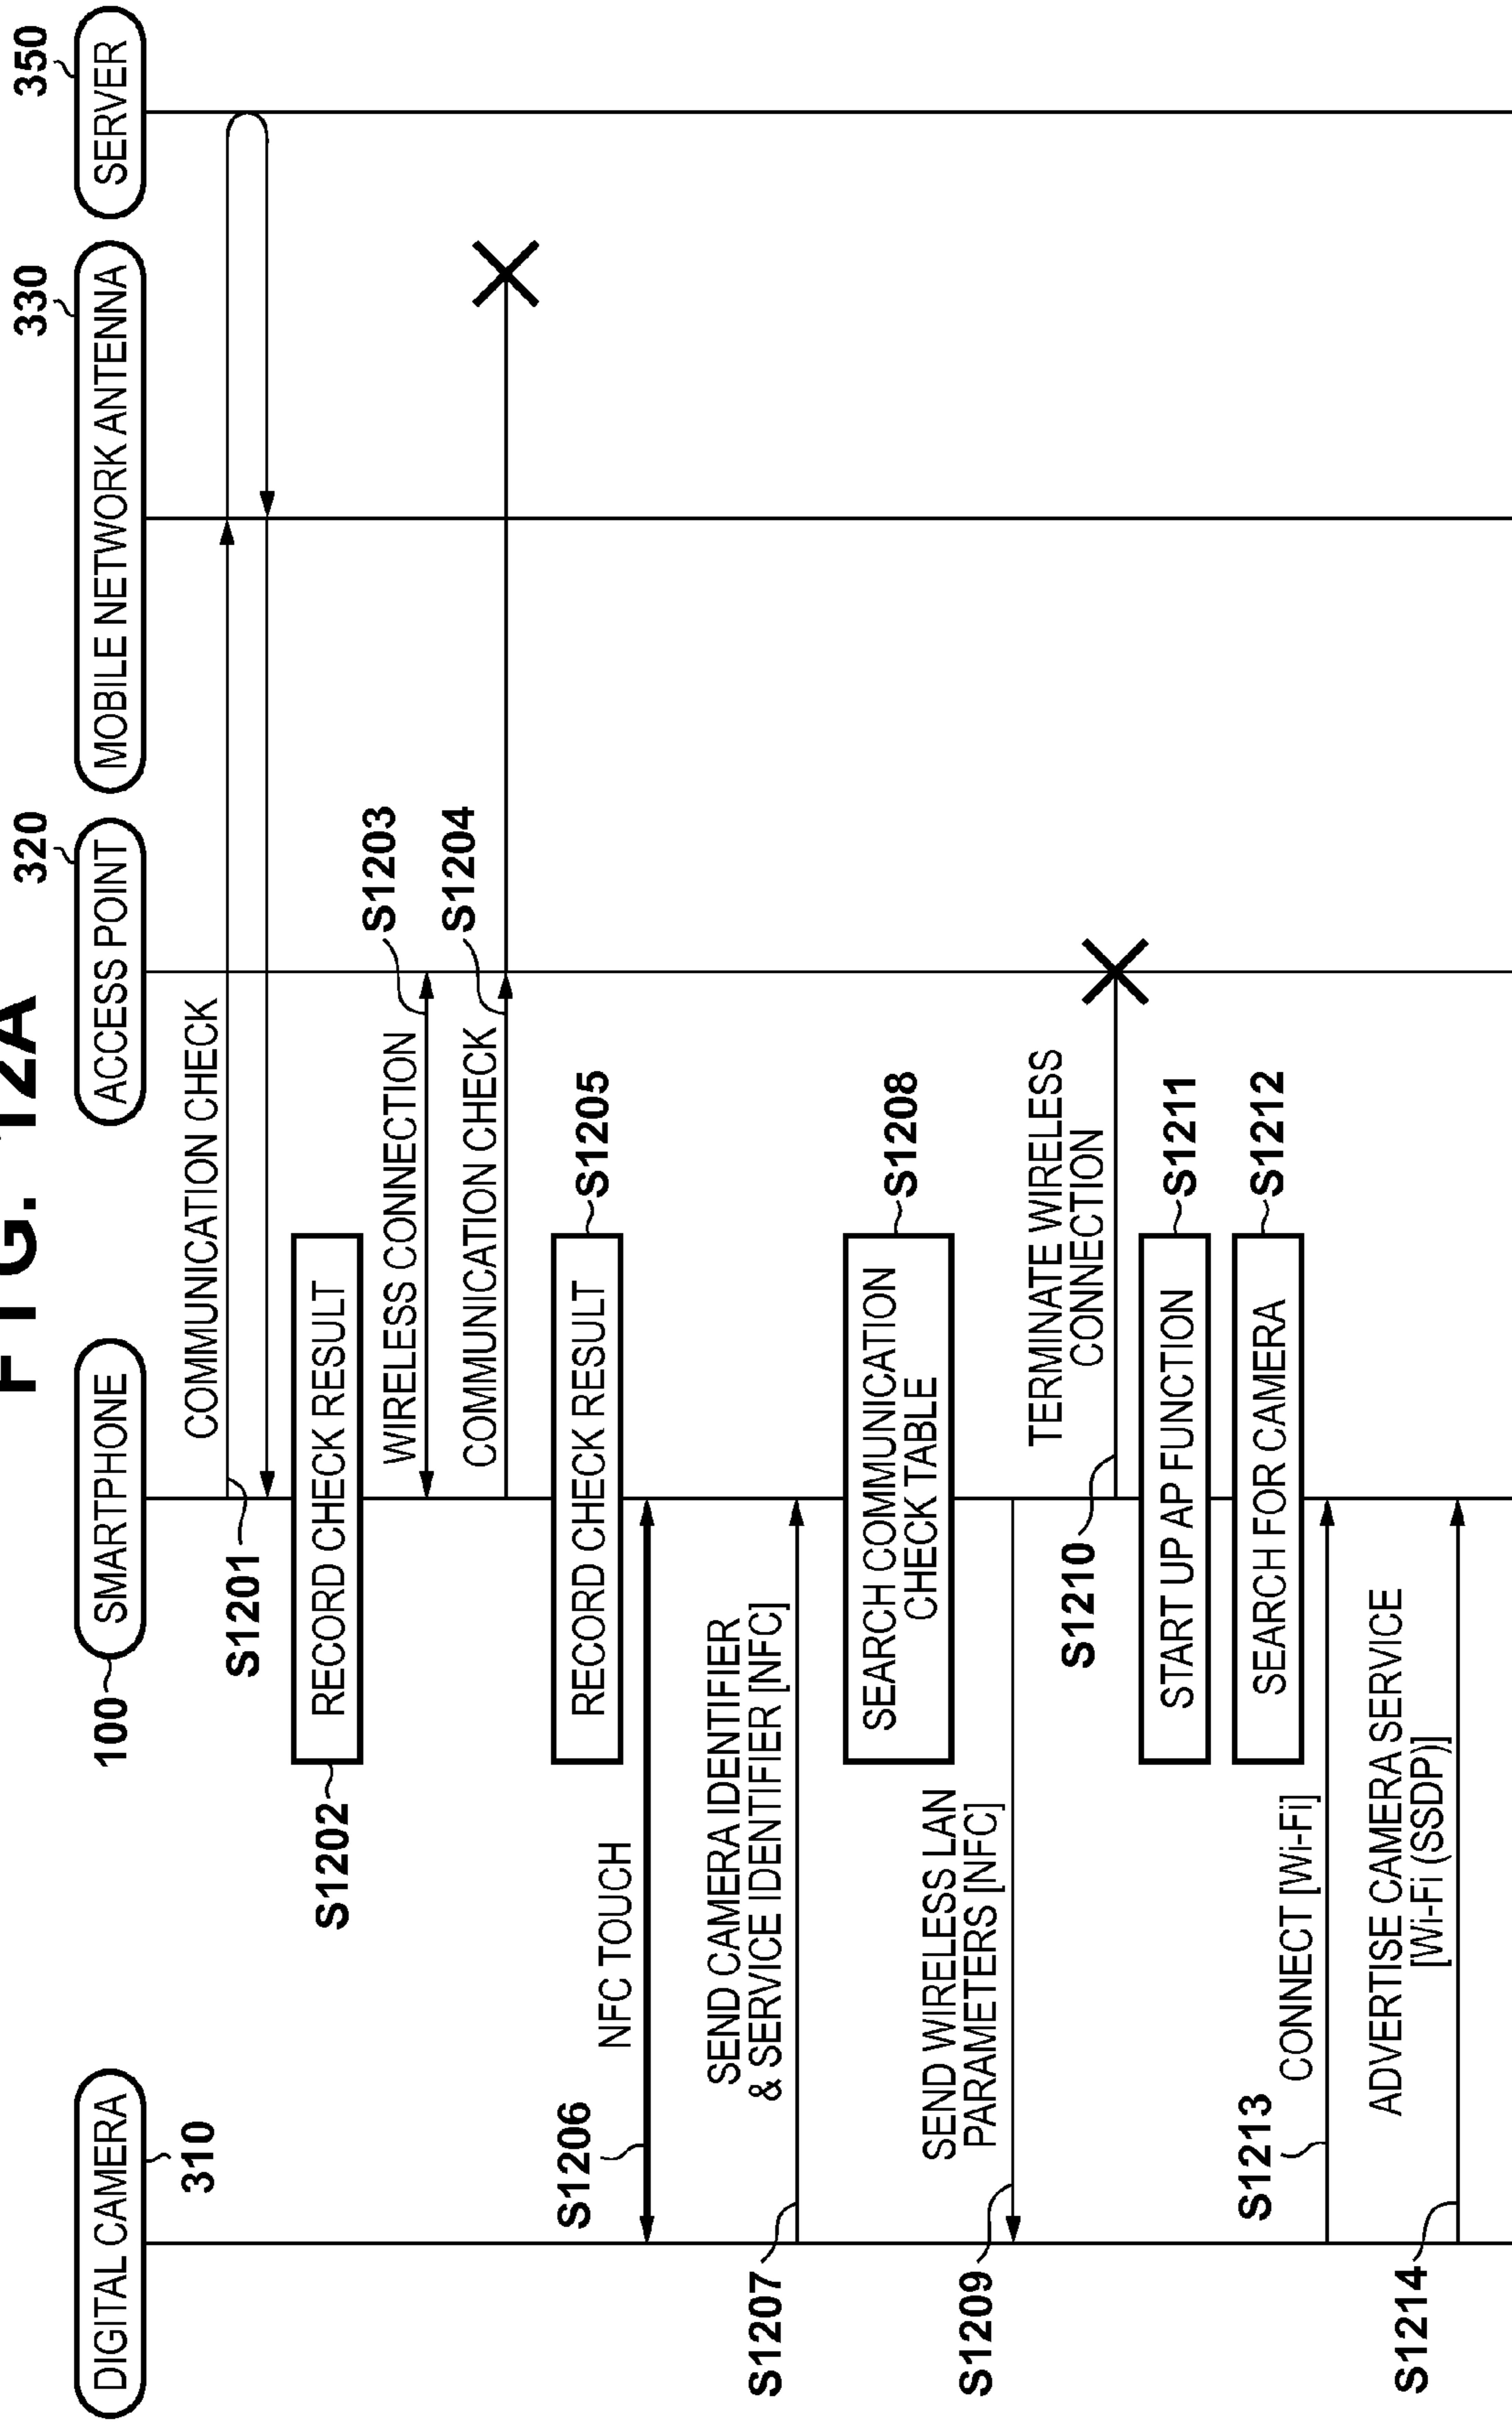 FIG. 12A
DIGITAL CAMERA
310
100
SMARTPHONE
ACCESS POINT
320
MOBILE NETWORK ANTENNA
330
SERVER
350
COMMUNICATION CHECK
S1201
S1202
RECORD CHECK RESULT
WIRELESS CONNECTION
S1203
COMMUNICATION CHECK
S1204
RECORD CHECK RESULT
S1205
S1206
NFC TOUCH
S1207
SEND CAMERA IDENTIFIER
& SERVICE IDENTIFIER [NFC]
SEARCH COMMUNICATION
CHECK TABLE
S1208
S1209
SEND WIRELESS LAN
PARAMETERS [NFC]
S1210
TERMINATE WIRELESS
CONNECTION
START UP AP FUNCTION
S1211
SEARCH FOR CAMERA
S1212
S1213
CONNECT [Wi-Fi]
S1214
ADVERTISE CAMERA SERVICE
[Wi-Fi (SSDP)]